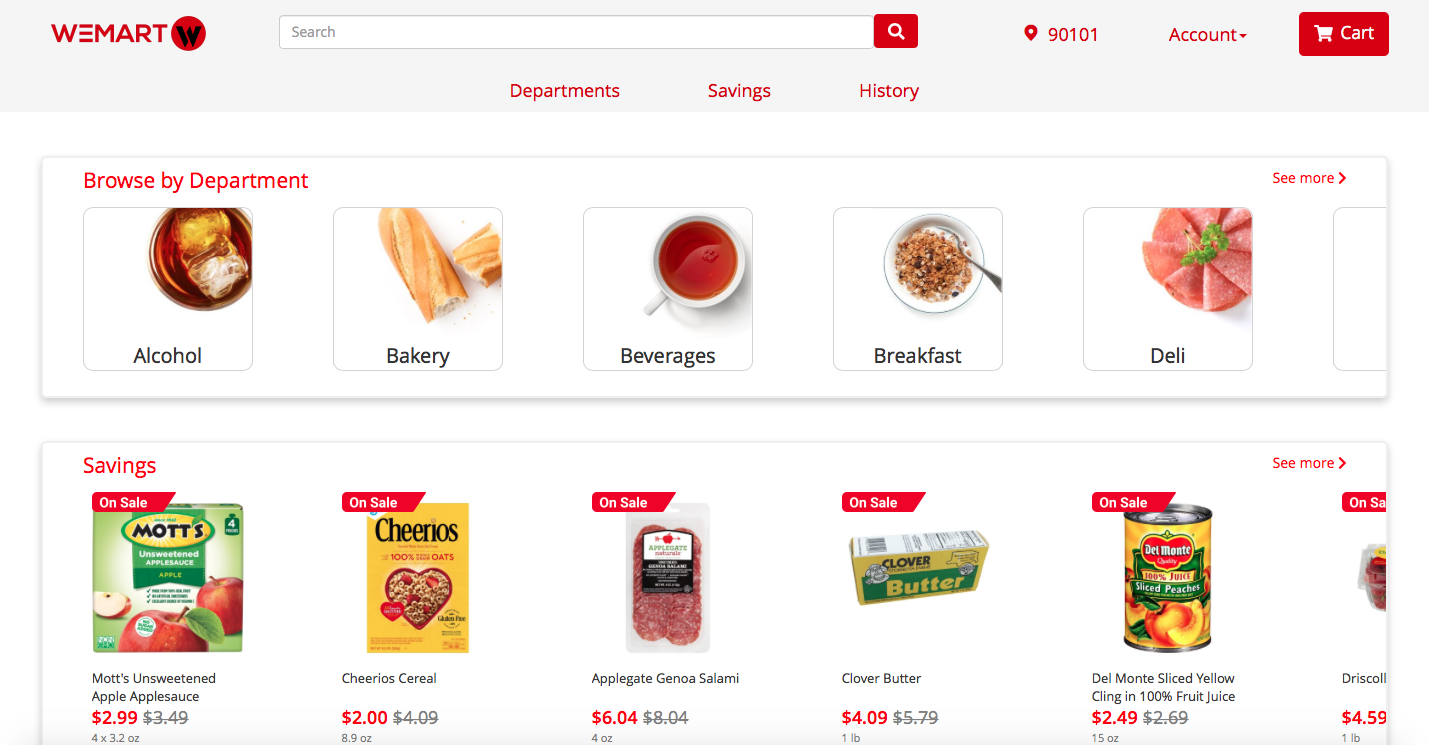 WEMART W
Search
90101
Account
Cart
Departments
Savings
History
Browse by Department
See more
Alcohol
Bakery
Beverages
Breakfast
Deli
Savings
See more
On Sale
On Sale
On Sale
On Sale
On Sale
On Sa
MOTT'S
Unsweetened
APPLESAUCE
APPLE
4
Cheerios
100% OATS
Gluten Free
APPLEGATE
naturals
GENOA SALAMI
CLOVER
Butter
Del Monte
Quality
100% JUICE
Sliced Peaches
Mott's Unsweetened
Apple Applesauce
$2.99 $3.49
4 x 3.2 oz
Cheerios Cereal
$2.00 $4.09
8.9 oz
Applegate Genoa Salami
$6.04 $8.04
4 oz
Clover Butter
$4.09 $5.79
1 lb
Del Monte Sliced Yellow
Cling in 100% Fruit Juice
$2.49 $2.69
15 oz
Driscoll
$4.59
1 lb